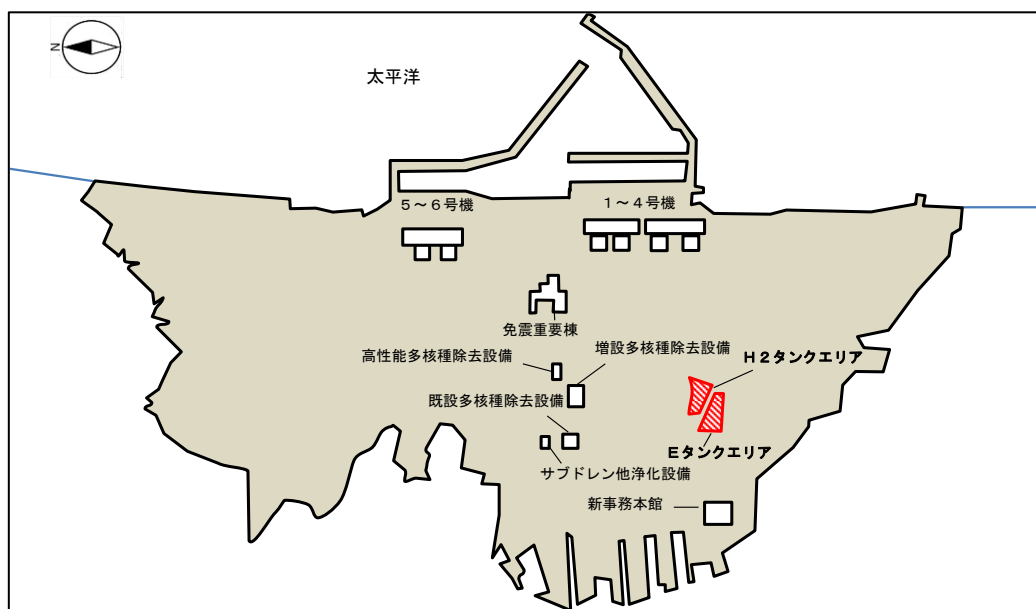 N
太平洋
５～６号機
１～４号機
免震重要棟
増設多核種除去設備
高性能多核種除去設備
Ｈ２タンクエリア
既設多核種除去設備
Ｅタンクエリア
サブドレン他浄化設備
新事務本館